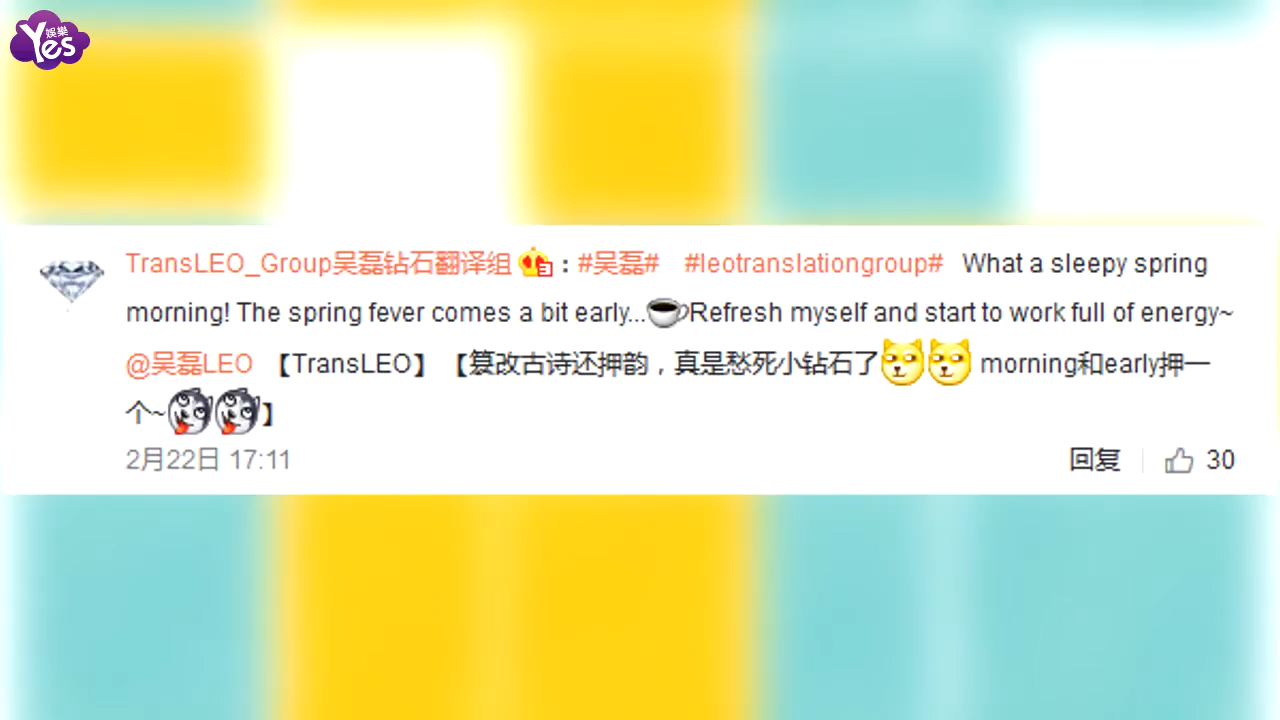 娛樂
Yes
TransLEO_Group吴磊钻石翻译组：#吴磊# #leotranslationgroup# What a sleepy spring
morning! The spring fever comes a bit early...Refresh myself and start to work full of energy~
@吴磊LEO 【TransLEO】【篡改古诗还押韵，真是愁死小钻石了 morning和early押一
个~】
2月22日 17:11
回复 30